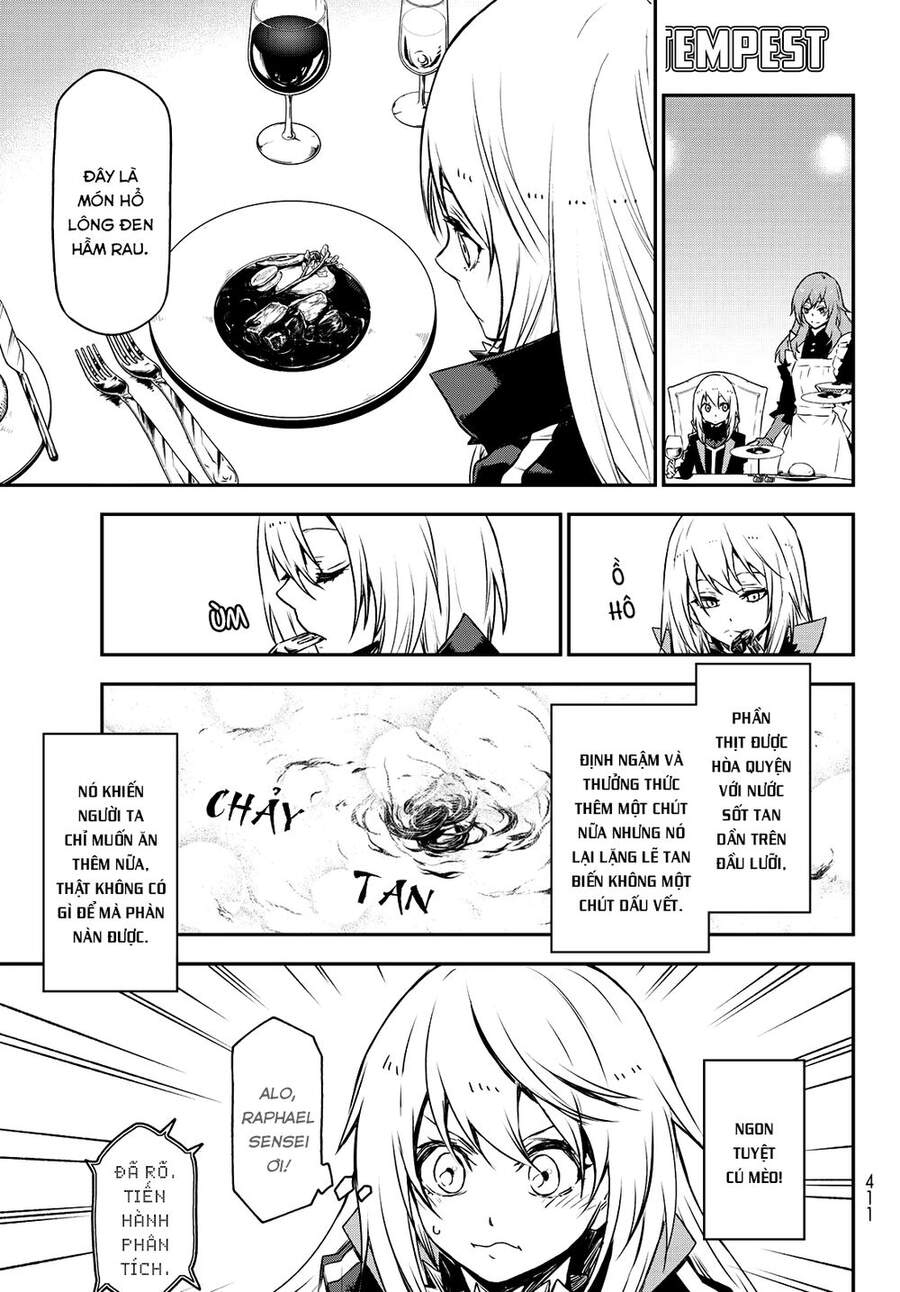 TEMPEST
ĐÂY LÀ
MÓN HỔ
LÔNG ĐEN
HẦM RAU.
Ồ
HÔ
ÙM
PHẦN
THỊT ĐƯỢC
HÒA QUYỆN
VỚI NƯỚC
SỐT TAN
DẦN TRÊN
ĐẦU LƯỠI,
ĐỊNH NGẬM VÀ
THƯỞNG THỨC
THÊM MỘT CHÚT
NỮA NHƯNG NÓ
LẠI LẶNG LẼ TAN
BIẾN KHÔNG MỘT
CHÚT DẤU VẾT.
CHẢY
TAN
NÓ KHIẾN
NGƯỜI TA
CHỈ MUỐN ĂN
THÊM NỮA,
THẬT KHÔNG CÓ
GÌ ĐỂ MÀ PHÀN
NÀN ĐƯỢC.
NGON
TUYỆT
CÚ MÈO!
ALO,
RAPHAEL
SENSEI
ƠI!
ĐÃ RÕ.
TIẾN
HÀNH
PHÂN
TÍCH.
411